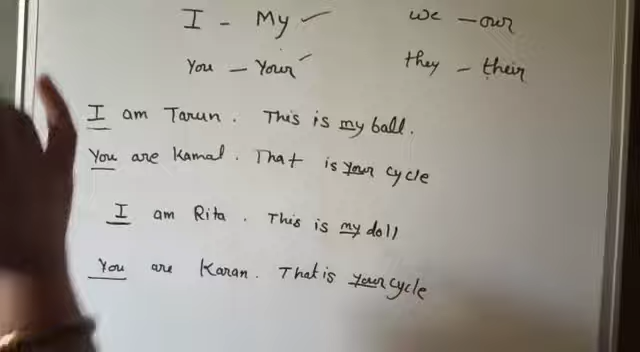 I - My ✓ we - our
You - Your ✓ they - their
I am Tarun. This is my ball.
You are Kamal. That is your cycle
I am Rita. This is my doll
You are Karan. That is your cycle